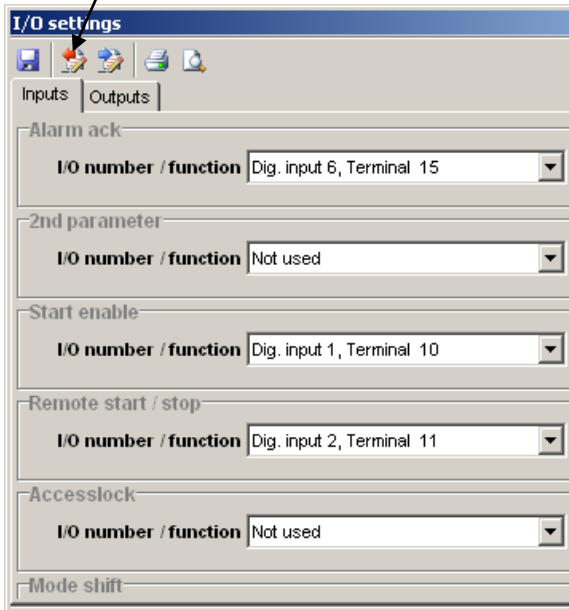 I/O settings
Inputs Outputs
Alarm ack
I/O number / function Dig. input 6, Terminal 15
2nd parameter
I/O number / function Not used
Start enable
I/O number / function Dig. input 1, Terminal 10
Remote start / stop
I/O number / function Dig. input 2, Terminal 11
Accesslock
I/O number / function Not used
Mode shift